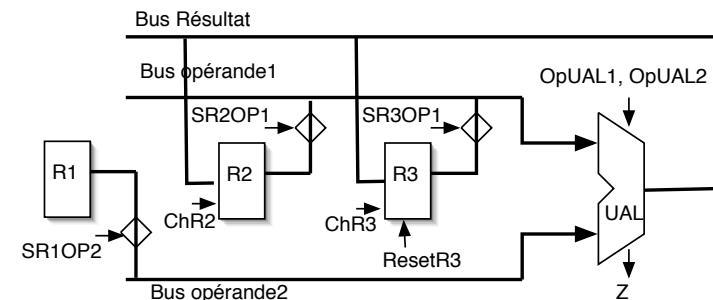 Bus Résultat
Bus opérande1
OpUAL1, OpUAL2
SR2OP1
SR3OP1
R1
R2
R3
UAL
ChR2
ChR3
SR1OP2
ResetR3
Bus opérande2
Z